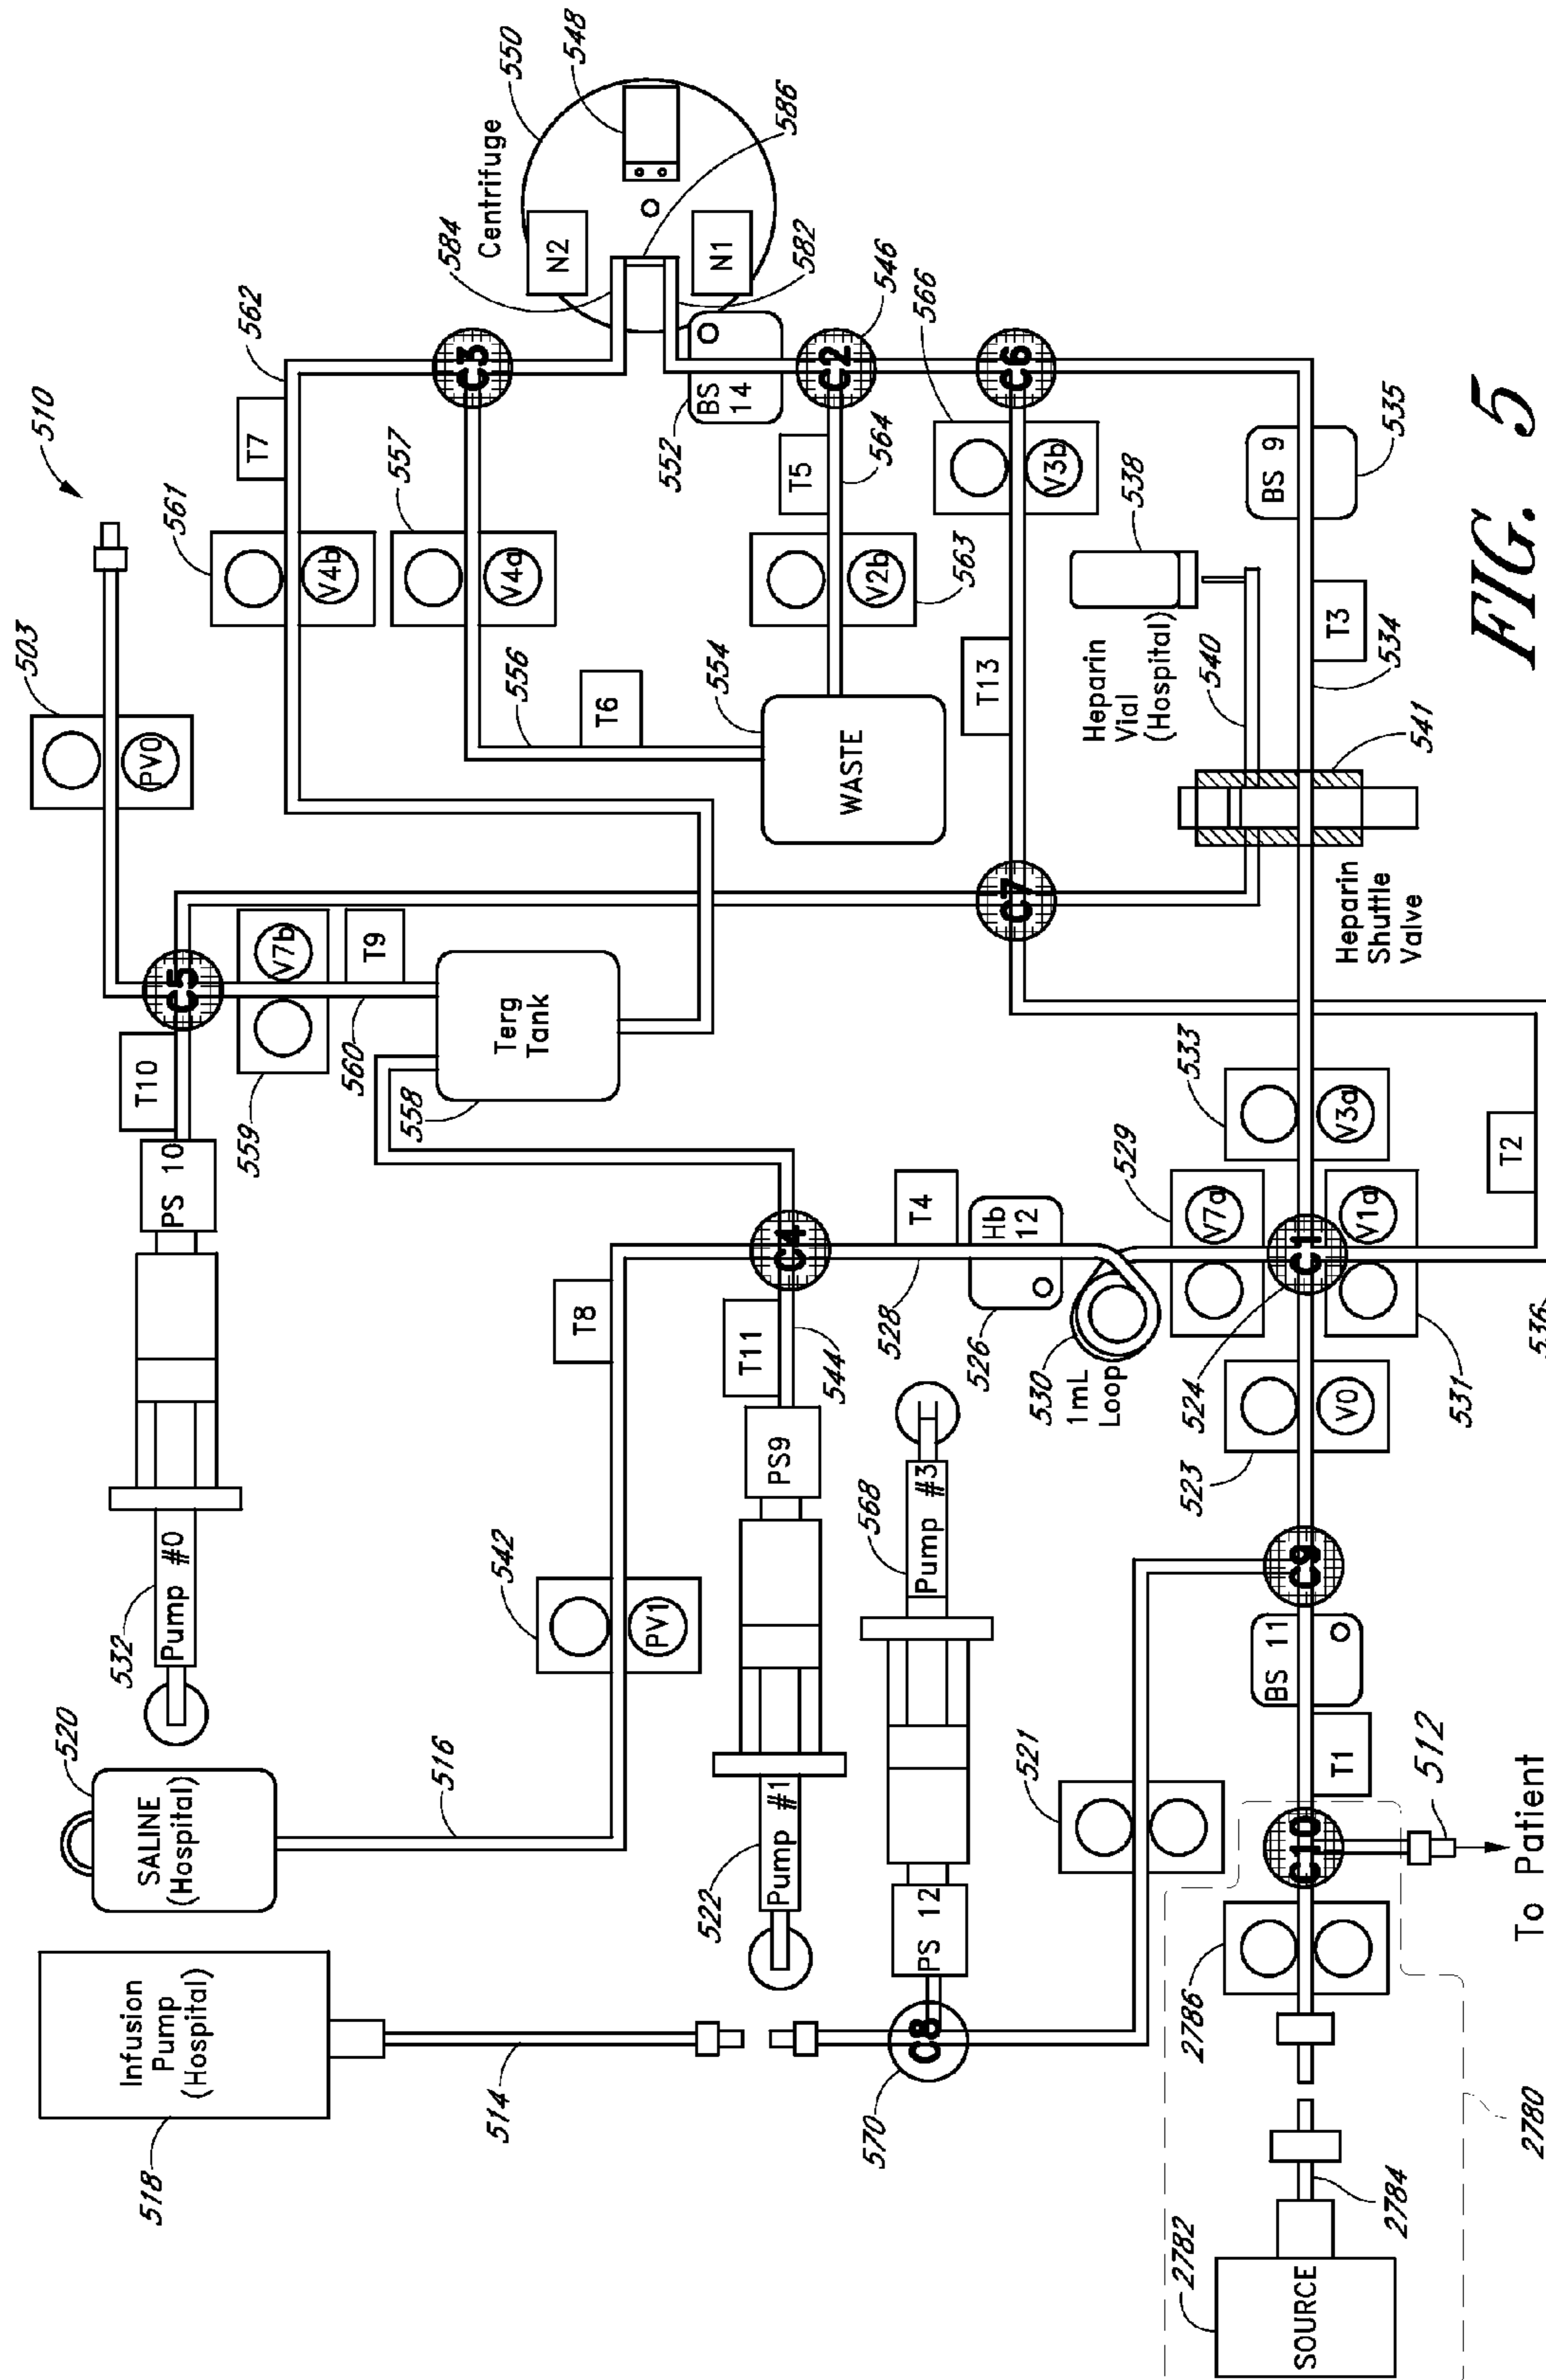 510
503
PV0
562
T7
561
V4b
584
Centrifuge
550
548
N2
N1
586
582
C3
557
V4a
556
T6
552
BS
14
C2
546
T5
564
V2b
563
554
WASTE
566
C6
V3b
T13
C7
538
Heparin
Vial
(Hospital)
540
BS 9
535
T3
534
541
Heparin
Shuttle
Valve
532
Pump #0
PS 10
T10
C5
V7b
559
T9
560
Terg
Tank
558
520
SALINE
(Hospital)
516
542
PV1
T8
C4
T11
544
PS9
522
Pump #1
T4
528
Hb
12
526
530
1mL
Loop
529
V7a
533
V3a
C1
524
V1a
531
T2
536
523
V0
568
Pump #3
PS 12
C8
570
518
Infusion
Pump
(Hospital)
514
521
C9
BS 11
T1
C10
512
To Patient
2786
2780
2784
2782
SOURCE
FIG. 5